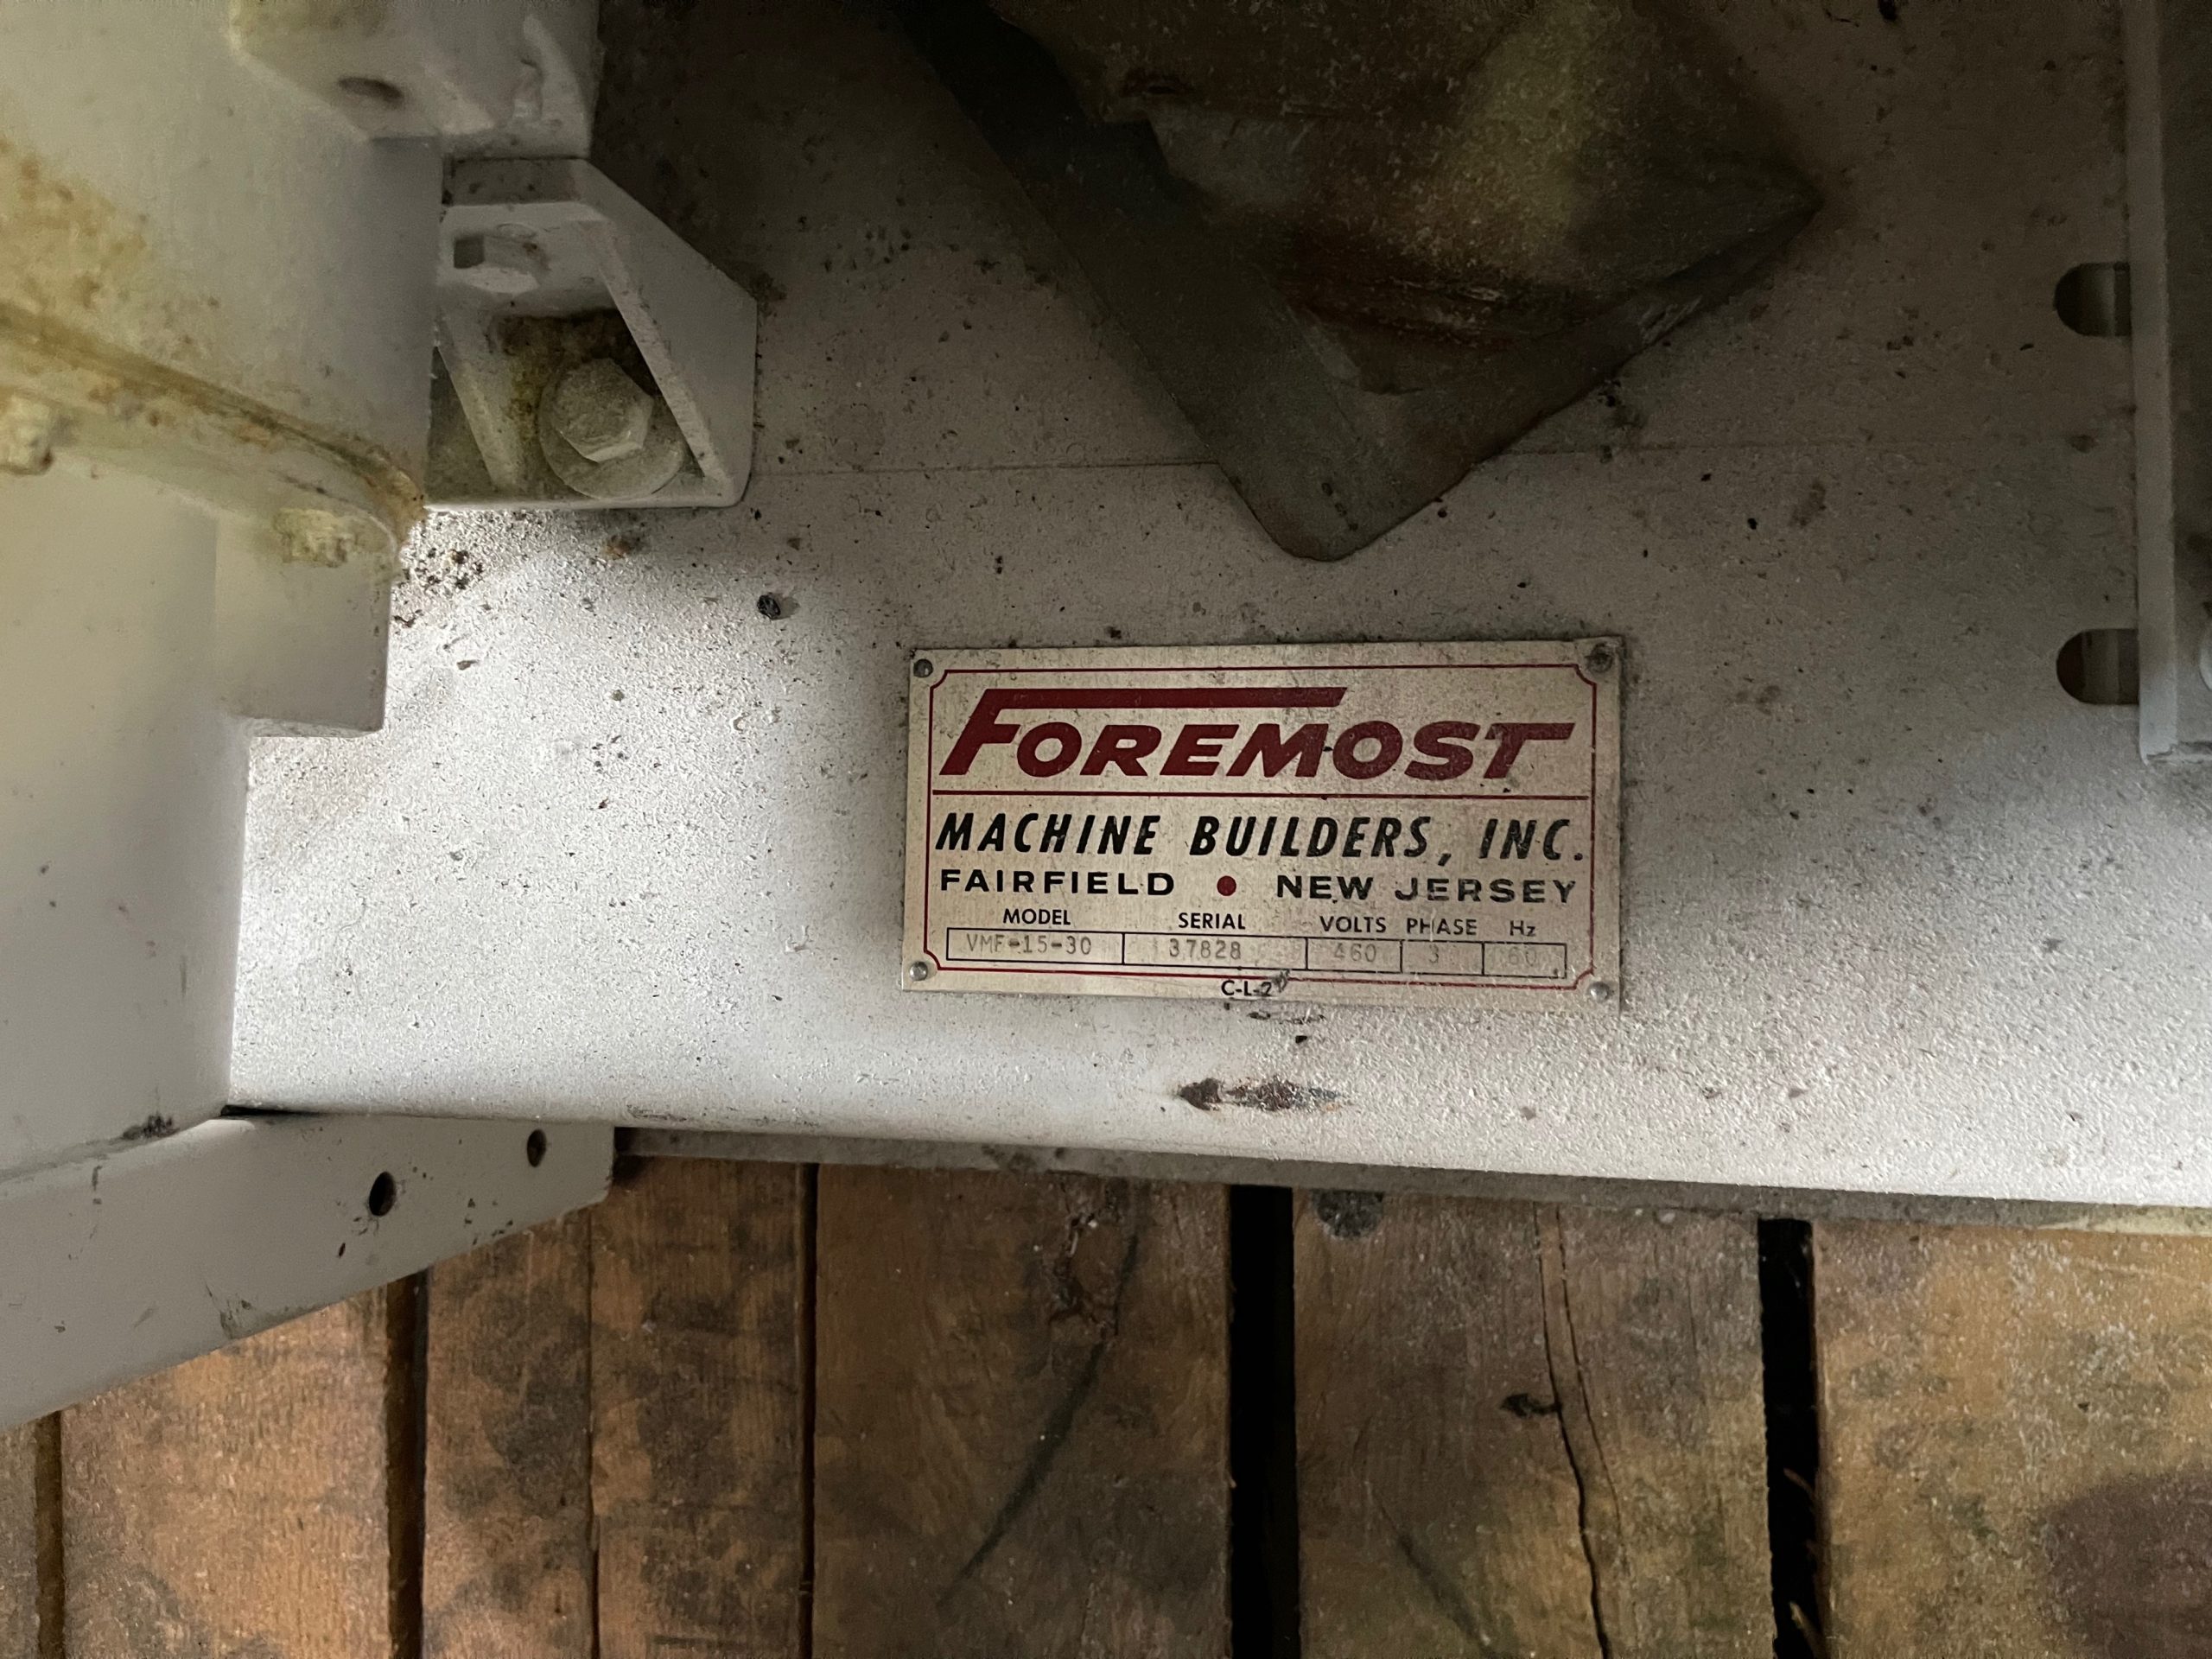 FOREMOST
MACHINE BUILDERS, INC.
FAIRFIELD • NEW JERSEY
MODEL SERIAL VOLTS PHASE Hz
VMF-15-30 37828 460 3 60
C-L-2